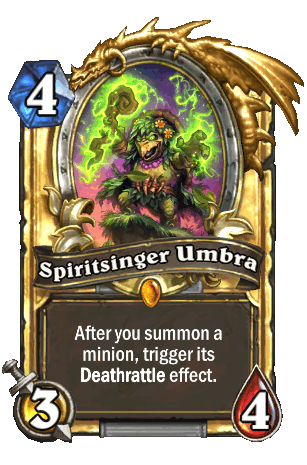 4
Spiritsinger Umbra
After you summon a
minion, trigger its
Deathrattle effect.
3
4